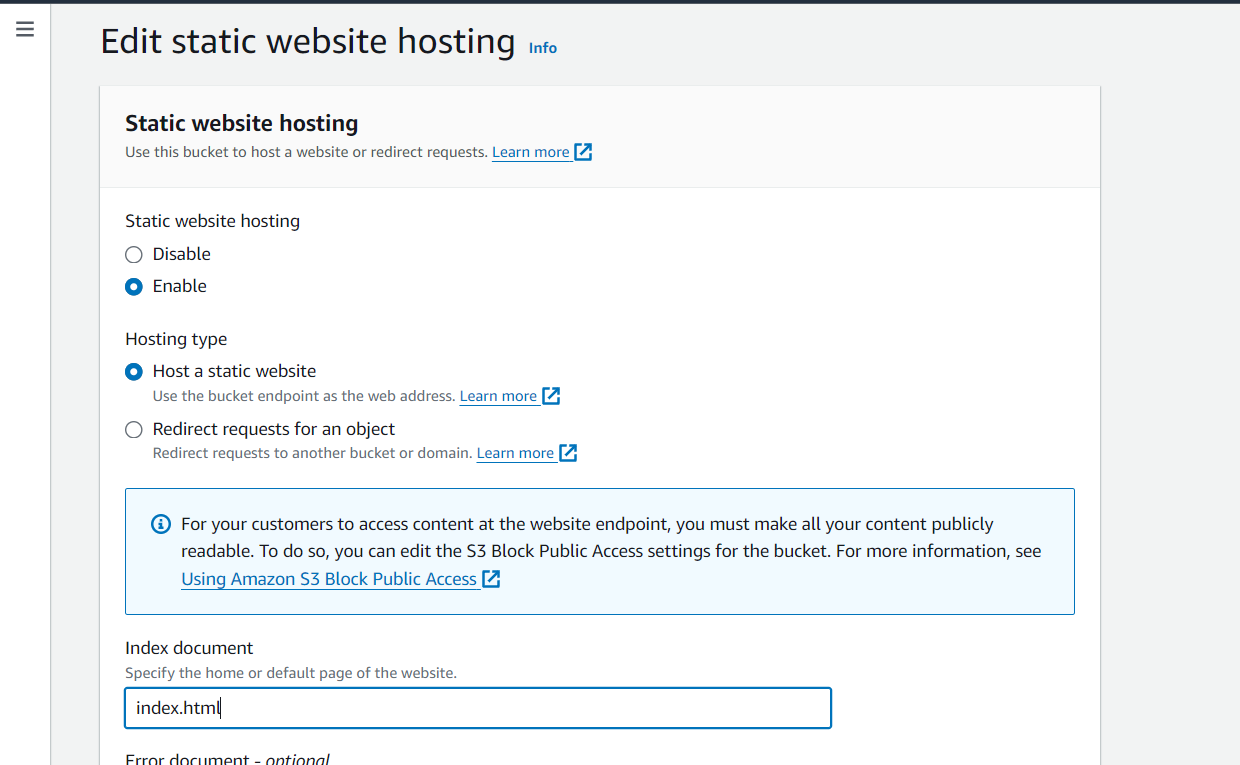 Edit static website hosting Info
Static website hosting
Use this bucket to host a website or redirect requests. Learn more
Static website hosting
Disable
Enable
Hosting type
Host a static website
Use the bucket endpoint as the web address. Learn more
Redirect requests for an object
Redirect requests to another bucket or domain. Learn more
For your customers to access content at the website endpoint, you must make all your content publicly
readable. To do so, you can edit the S3 Block Public Access settings for the bucket. For more information, see
Using Amazon S3 Block Public Access
Index document
Specify the home or default page of the website.
index.html
Error document - optional